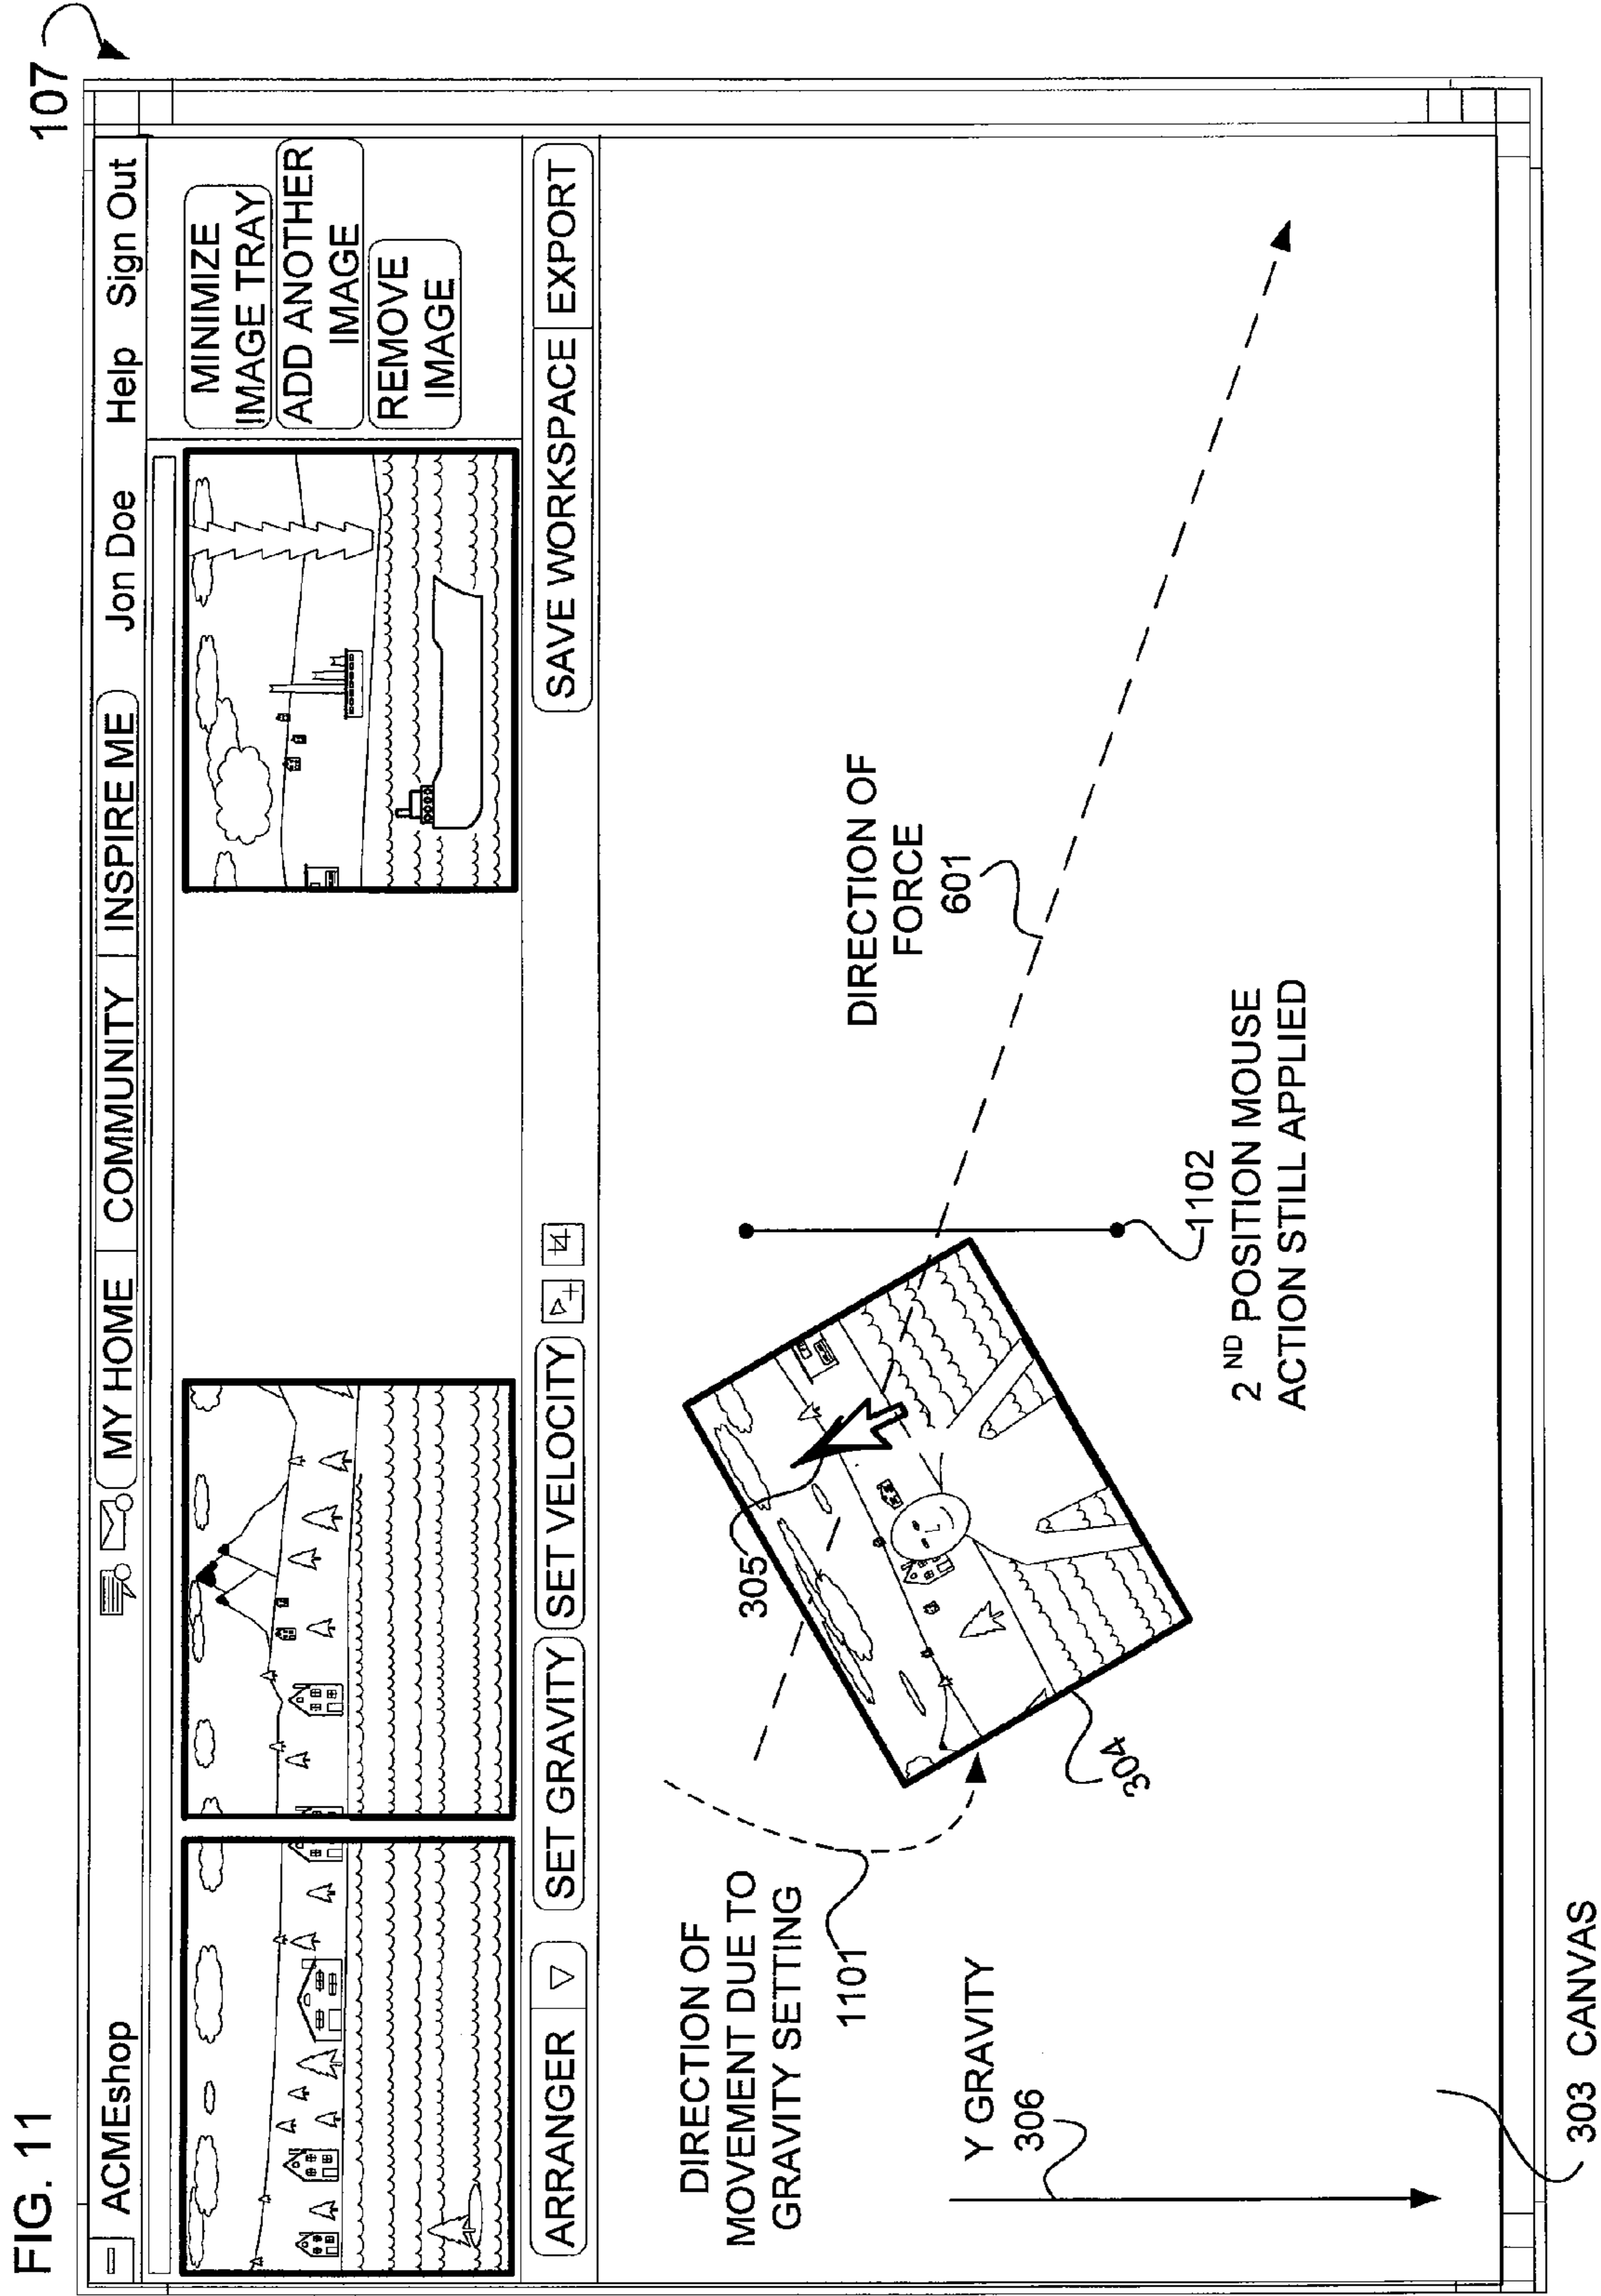 FIG. 11
107
ACMEshop
MY HOME COMMUNITY INSPIRE ME Jon Doe Help Sign Out
MINIMIZE
IMAGE TRAY
ADD ANOTHER
IMAGE
REMOVE
IMAGE
ARRANGER SET GRAVITY SET VELOCITY SAVE WORKSPACE EXPORT
DIRECTION OF
MOVEMENT DUE TO
GRAVITY SETTING
1101
305
DIRECTION OF
FORCE
601
Y GRAVITY
306
304
1102
2ND POSITION MOUSE
ACTION STILL APPLIED
303 CANVAS